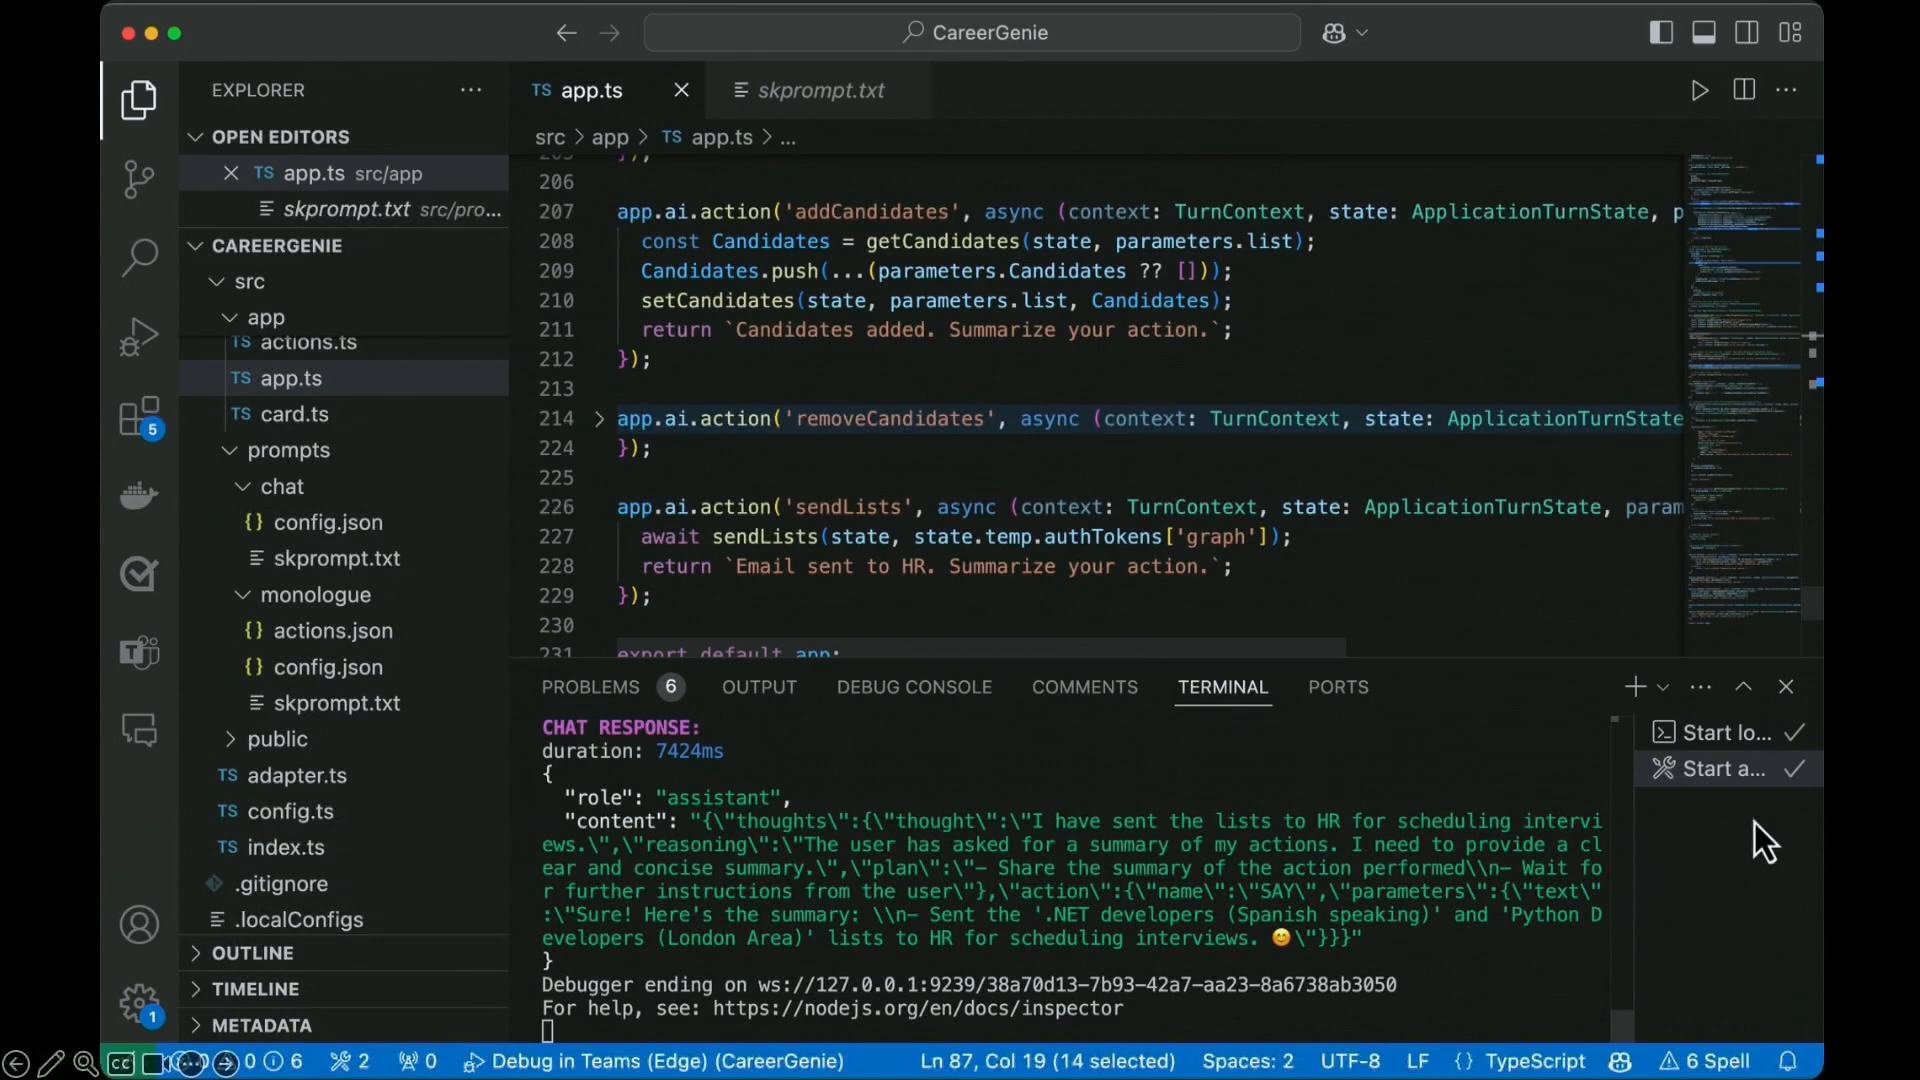 CareerGenie
EXPLORER
OPEN EDITORS
TS app.ts src/app
skprompt.txt src/pro...
CAREERGENIE
src
app
TS actions.ts
TS app.ts
TS card.ts
prompts
chat
{} config.json
skprompt.txt
monologue
{} actions.json
{} config.json
skprompt.txt
public
TS adapter.ts
TS config.ts
TS index.ts
.gitignore
.localConfigs
OUTLINE
TIMELINE
METADATA
5
1
TS app.ts
skprompt.txt
src > app > TS app.ts > ...
205 });
206
207 app.ai.action('addCandidates', async (context: TurnContext, state: ApplicationTurnState, p
208 const Candidates = getCandidates(state, parameters.list);
209 Candidates.push(...(parameters.Candidates ?? []));
210 setCandidates(state, parameters.list, Candidates);
211 return `Candidates added. Summarize your action.`;
212 });
213
214 app.ai.action('removeCandidates', async (context: TurnContext, state: ApplicationTurnState
224 });
225
226 app.ai.action('sendLists', async (context: TurnContext, state: ApplicationTurnState, param
227 await sendLists(state, state.temp.authTokens['graph']);
228 return `Email sent to HR. Summarize your action.`;
229 });
230
231 export default app;
PROBLEMS 6 OUTPUT DEBUG CONSOLE COMMENTS TERMINAL PORTS
CHAT RESPONSE:
duration: 7424ms
{
"role": "assistant",
"content": "{\"thoughts\":{\"thought\":\"I have sent the lists to HR for scheduling intervi
ews.\",\"reasoning\":\"The user has asked for a summary of my actions. I need to provide a cl
ear and concise summary.\",\"plan\":\"- Share the summary of the action performed\\n- Wait fo
r further instructions from the user\"},\"action\":{\"name\":\"SAY\",\"parameters\":{\"text\"
:\"Sure! Here's the summary: \\n- Sent the '.NET developers (Spanish speaking)' and 'Python D
evelopers (London Area)' lists to HR for scheduling interviews. 😊\"}}}"
}
Debugger ending on ws://127.0.0.1:9239/38a70d13-7b93-42a7-aa23-8a6738ab3050
For help, see: https://nodejs.org/en/docs/inspector
Start lo...
Start a...
0 6 2 0 Debug in Teams (Edge) (CareerGenie) Ln 87, Col 19 (14 selected) Spaces: 2 UTF-8 LF {} TypeScript 6 Spell